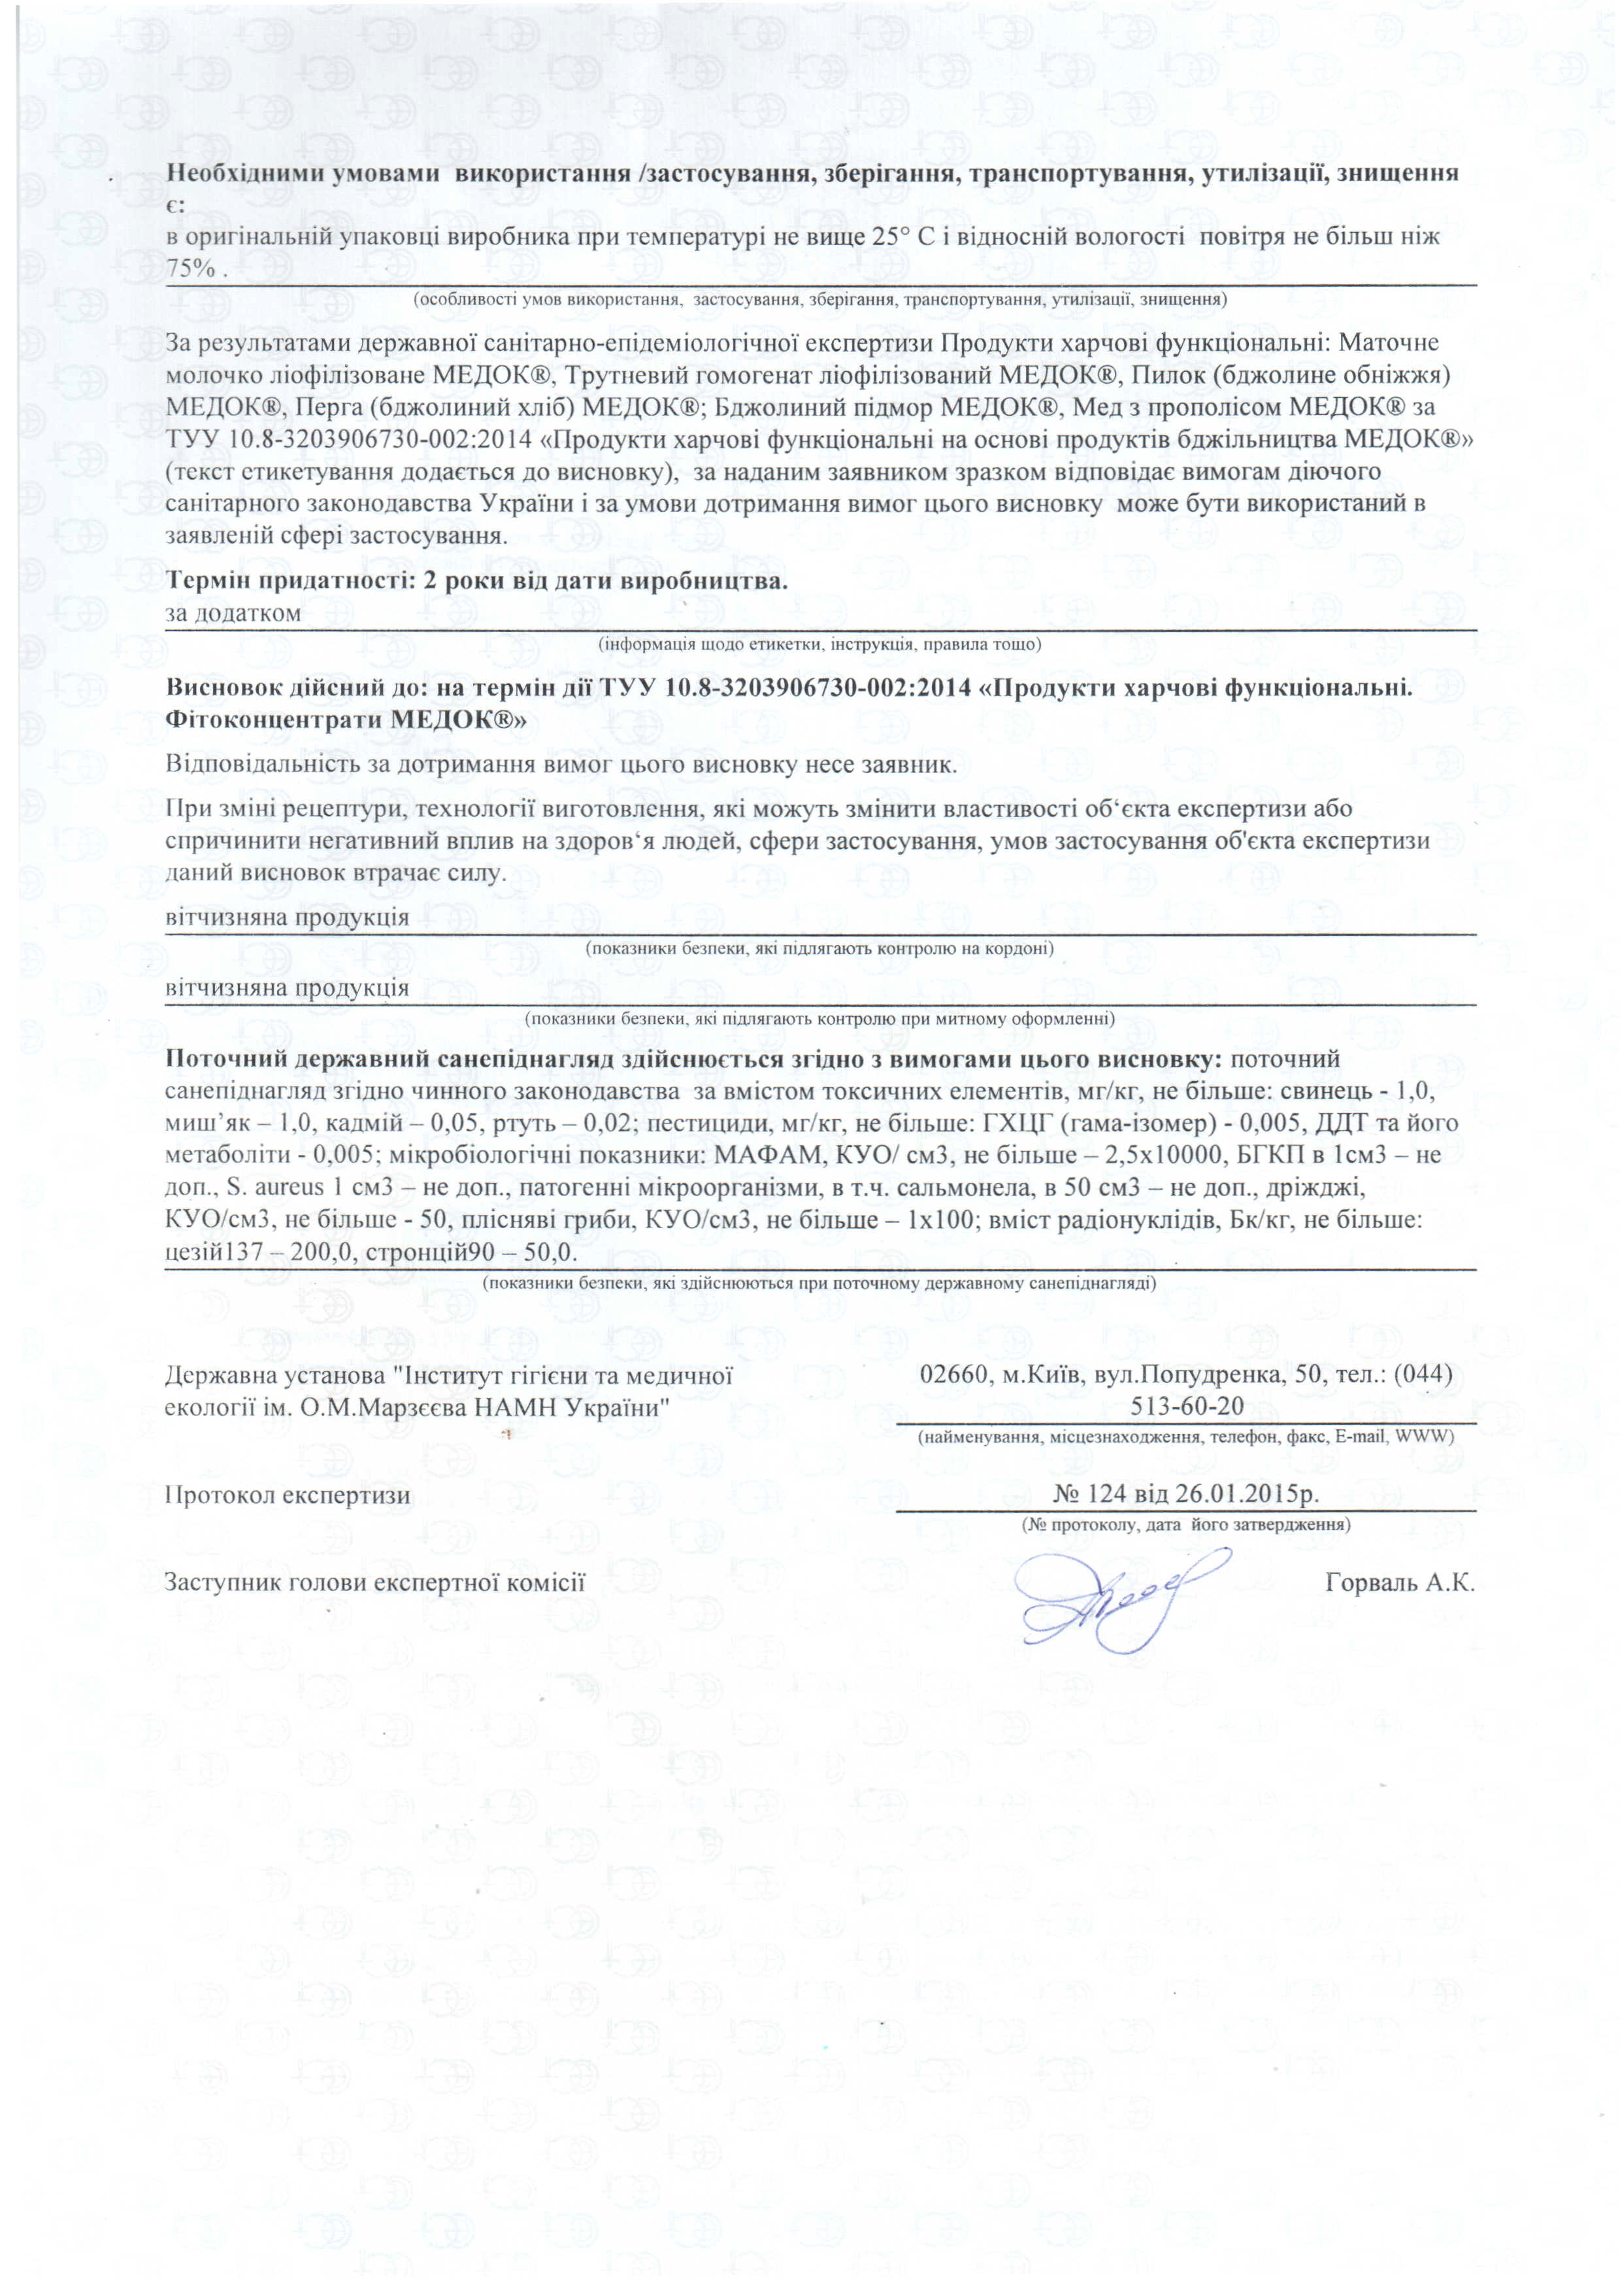 Необхідними умовами використання /застосування, зберігання, транспортування, утилізації, знищення
є:
в оригінальній упаковці виробника при температурі не вище 25° С і відносній вологості повітря не більш ніж
75% .
(особливості умов використання, застосування, зберігання, транспортування, утилізації, знищення)
За результатами державної санітарно-епідеміологічної експертизи Продукти харчові функціональні: Маточне
молочко ліофілізоване МЕДОК®, Трутневий гомогенат ліофілізований МЕДОК®, Пилок (бджолине обніжжя)
МЕДОК®, Перга (бджолиний хліб) МЕДОК®; Бджолиний підмор МЕДОК®, Мед з прополісом МЕДОК® за
ТУУ 10.8-3203906730-002:2014 «Продукти харчові функціональні на основі продуктів бджільництва МЕДОК®»
(текст етикетування додається до висновку), за наданим заявником зразком відповідає вимогам діючого
санітарного законодавства України і за умови дотримання вимог цього висновку може бути використаний в
заявленій сфері застосування.
Термін придатності: 2 роки від дати виробництва.
за додатком
(інформація щодо етикетки, інструкція, правила тощо)
Висновок дійсний до: на термін дії ТУУ 10.8-3203906730-002:2014 «Продукти харчові функціональні.
Фітоконцентрати МЕДОК®»
Відповідальність за дотримання вимог цього висновку несе заявник.
При зміні рецептури, технології виготовлення, які можуть змінити властивості об‘єкта експертизи або
спричинити негативний вплив на здоров‘я людей, сфери застосування, умов застосування об'єкта експертизи
даний висновок втрачає силу.
вітчизняна продукція
(показники безпеки, які підлягають контролю на кордоні)
вітчизняна продукція
(показники безпеки, які підлягають контролю при митному оформленні)
Поточний державний санепіднагляд здійснюється згідно з вимогами цього висновку: поточний
санепіднагляд згідно чинного законодавства за вмістом токсичних елементів, мг/кг, не більше: свинець - 1,0,
миш’як – 1,0, кадмій – 0,05, ртуть – 0,02; пестициди, мг/кг, не більше: ГХЦГ (гама-ізомер) - 0,005, ДДТ та його
метаболіти - 0,005; мікробіологічні показники: МАФАМ, КУО/ см3, не більше – 2,5х10000, БГКП в 1см3 – не
доп., S. aureus 1 см3 – не доп., патогенні мікроорганізми, в т.ч. сальмонела, в 50 см3 – не доп., дріжджі,
КУО/см3, не більше - 50, плісняві гриби, КУО/см3, не більше – 1х100; вміст радіонуклідів, Бк/кг, не більше:
цезій137 – 200,0, стронцій90 – 50,0.
(показники безпеки, які здійснюються при поточному державному санепіднагляді)
Державна установа "Інститут гігієни та медичної
екології ім. О.М.Марзєєва НАМН України"
02660, м.Київ, вул.Попудренка, 50, тел.: (044)
513-60-20
(найменування, місцезнаходження, телефон, факс, E-mail, WWW)
Протокол експертизи
№ 124 від 26.01.2015р.
(№ протоколу, дата його затвердження)
Заступник голови експертної комісії
Горваль А.К.